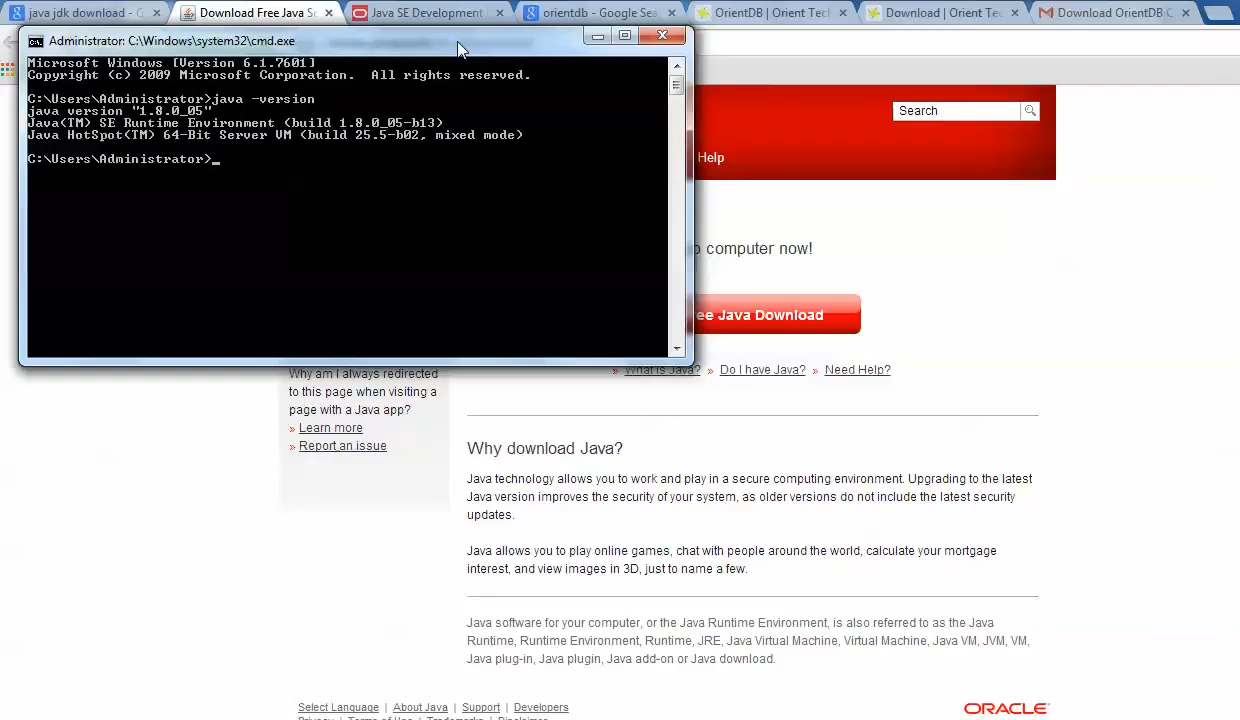 java jdk download - G
Download Free Java So
Java SE Development
orientdb - Google Sea
OrientDB | Orient Tech
Download | Orient Tec
Download OrientDB C
Administrator: C:\Windows\system32\cmd.exe
Microsoft Windows [Version 6.1.7601]
Copyright (c) 2009 Microsoft Corporation.  All rights reserved.
C:\Users\Administrator>java -version
java version "1.8.0_05"
Java(TM) SE Runtime Environment (build 1.8.0_05-b13)
Java HotSpot(TM) 64-Bit Server VM (build 25.5-b02, mixed mode)
C:\Users\Administrator>_
Search
Help
computer now!
Java Download
What is Java? » Do I have Java? » Need Help?
Why am I always redirected
to this page when visiting a
page with a Java app?
» Learn more
» Report an issue
Why download Java?
Java technology allows you to work and play in a secure computing environment. Upgrading to the latest
Java version improves the security of your system, as older versions do not include the latest security
updates.
Java allows you to play online games, chat with people around the world, calculate your mortgage
interest, and view images in 3D, just to name a few.
Java software for your computer, or the Java Runtime Environment, is also referred to as the Java
Runtime, Runtime Environment, Runtime, JRE, Java Virtual Machine, Virtual Machine, Java VM, JVM, VM,
Java plug-in, Java plugin, Java add-on or Java download.
Select Language | About Java | Support | Developers
Privacy | Terms of Use | Trademarks | Disclaimer
ORACLE